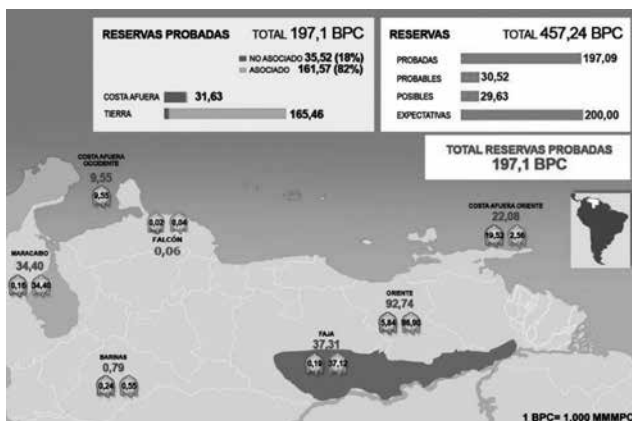 RESERVAS PROBADAS TOTAL 197,1 BPC
NO ASOCIADO 35,52 (18%)
ASOCIADO 161,57 (82%)
COSTA AFUERA 31,63
TIERRA 165,46
RESERVAS TOTAL 457,24 BPC
PROBADAS 197,09
PROBABLES 30,52
POSIBLES 29,63
EXPECTATIVAS 200,00
TOTAL RESERVAS PROBADAS
197,1 BPC
COSTA AFUERA
OCCIDENTE
9,55
9,55
0,02 0,04
FALCÓN
0,06
MARACAIBO
34,40
34,40
COSTA AFUERA ORIENTE
22,08
19,52 2,56
ORIENTE
92,74
5,84
FAJA
37,31
0,19 37,12
BARINAS
0,79
0,24 0,55
1 BPC= 1.000 MMMPC